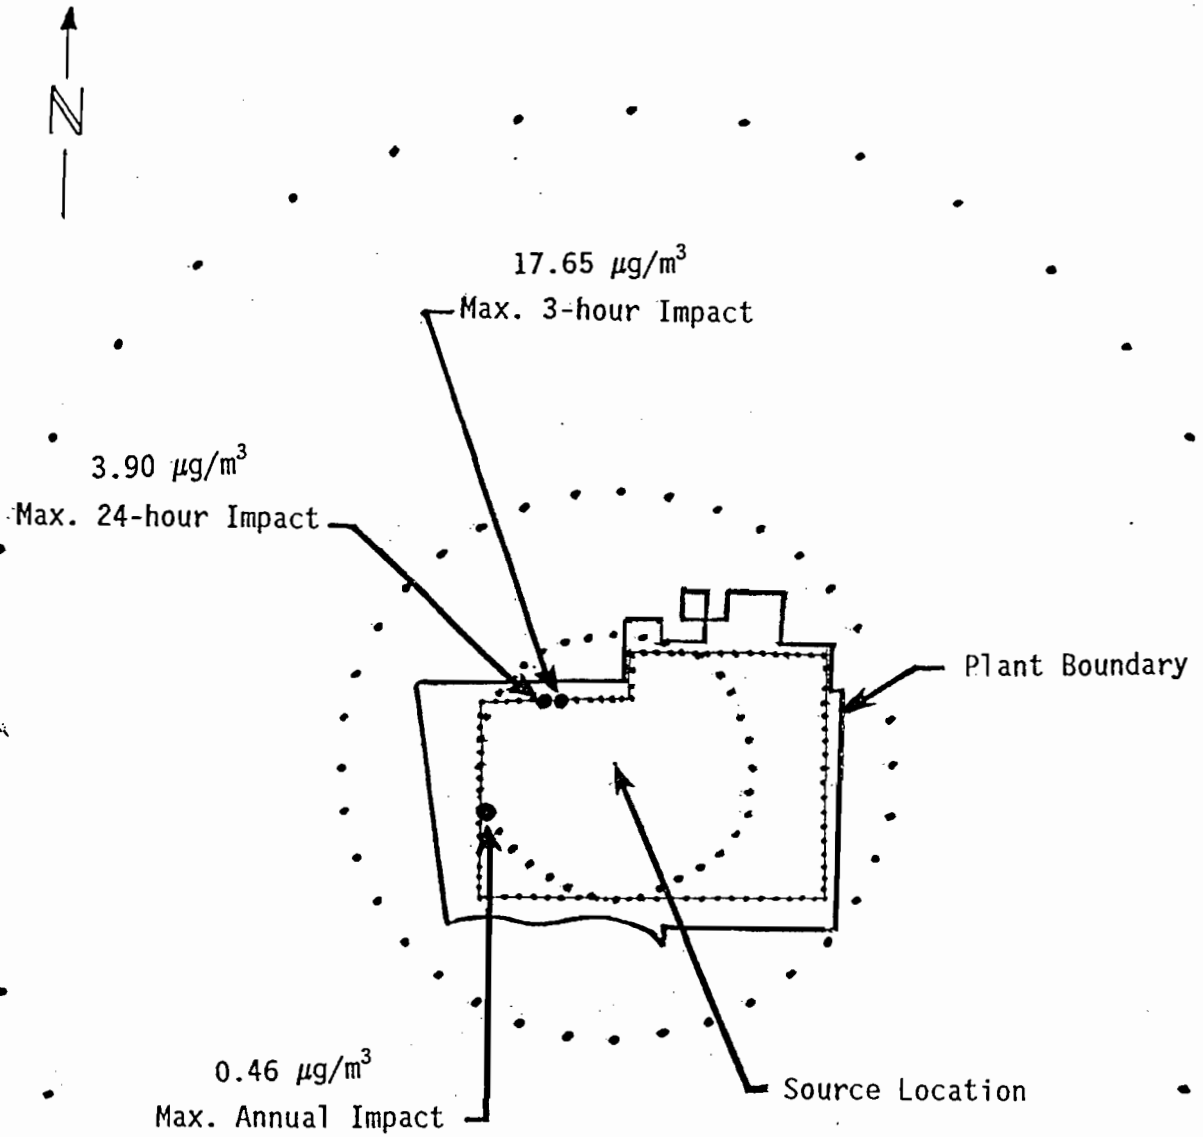 N
17.65 μg/m³
Max. 3-hour Impact
3.90 μg/m³
Max. 24-hour Impact
Plant Boundary
0.46 μg/m³
Max. Annual Impact
Source Location